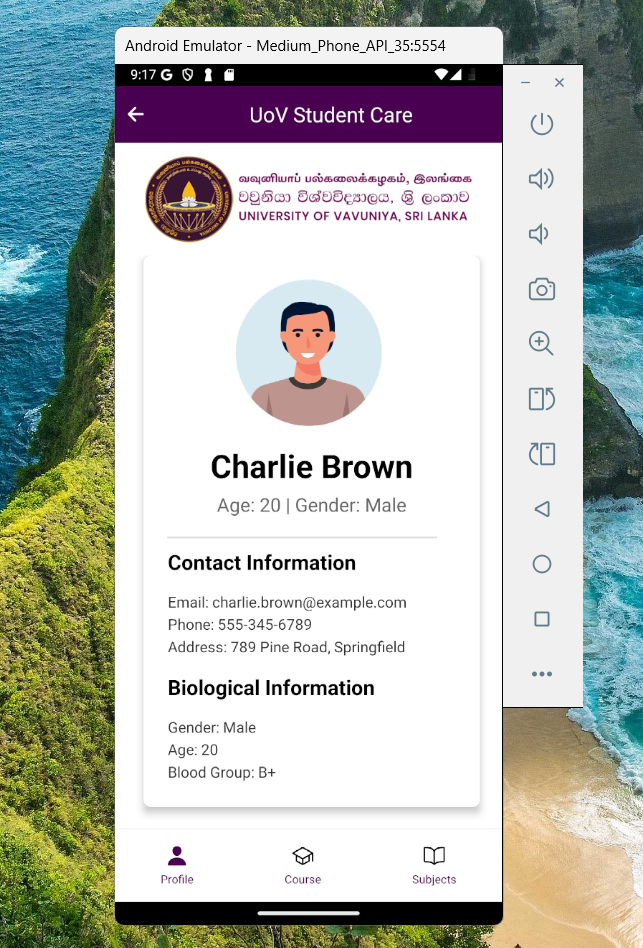 Android Emulator - Medium_Phone_API_35:5554
9:17
UoV Student Care
வவுனியாப் பல்கலைக்கழகம், இலங்கை
වවුනියා විශ්වවිද්‍යාලය, ශ්‍රී ලංකාව
UNIVERSITY OF VAVUNIYA, SRI LANKA
Charlie Brown
Age: 20 | Gender: Male
Contact Information
Email: charlie.brown@example.com
Phone: 555-345-6789
Address: 789 Pine Road, Springfield
Biological Information
Gender: Male
Age: 20
Blood Group: B+
Profile
Course
Subjects